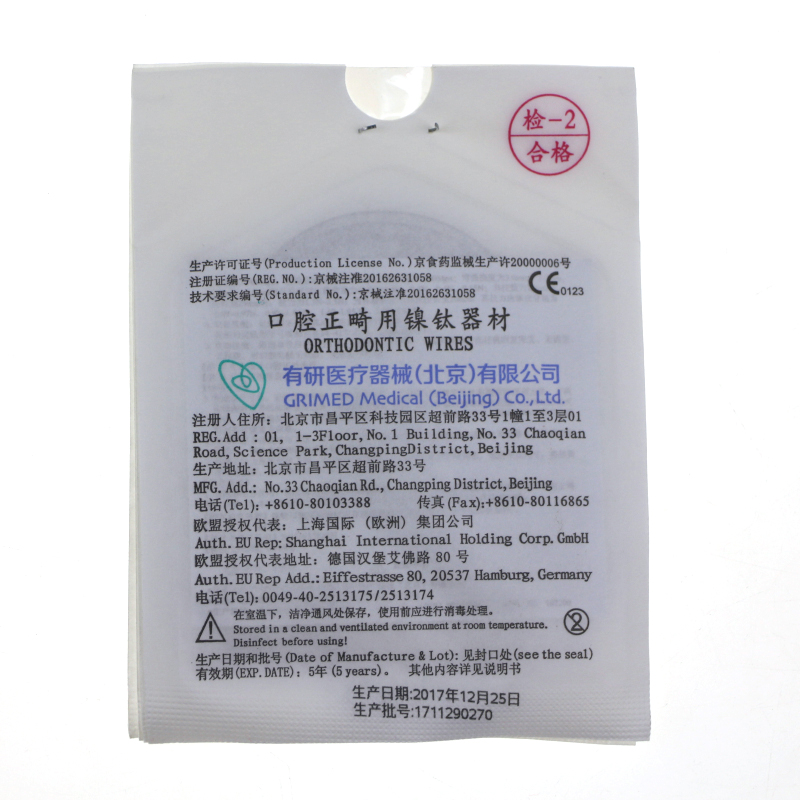 检-2
合格
生产许可证号(Production License No.)京食药监械生产许20000006号
注册证编号(REG.NO.):京械注准20162631058
技术要求编号(Standard No.):京械注准20162631058
CE0123
口腔正畸用镍钛器材
ORTHODONTIC WIRES
有研医疗器械(北京)有限公司
GRIMED Medical (Beijing) Co.,Ltd.
注册人住所: 北京市昌平区科技园区超前路33号1幢1至3层01
REG.Add : 01, 1-3Floor, No. 1 Building, No. 33 Chaoqian
Road, Science Park, ChangpingDistrict, Beijing
生产地址: 北京市昌平区超前路33号
MFG. Add.: No.33 Chaoqian Rd., Changping District, Beijing
电话(Tel): +8610-80103388 传真(Fax):+8610-80116865
欧盟授权代表: 上海国际 (欧洲) 集团公司
Auth. EU Rep: Shanghai International Holding Corp. GmbH
欧盟授权代表地址: 德国汉堡艾佛路 80 号
Auth. EU Rep Add.: Eiffestrasse 80, 20537 Hamburg, Germany
电话(Tel): 0049-40-2513175/2513174
在室温下, 洁净通风处保存, 使用前应进行消毒处理。
Stored in a clean and ventilated environment at room temperature.
Disinfect before using!
2
生产日期和批号 (Date of Manufacture & Lot): 见封口处(see the seal)
有效期(EXP.DATE): 5年 (5 years)。 其他内容详见说明书
生产日期:2017年12月25日
生产批号:1711290270